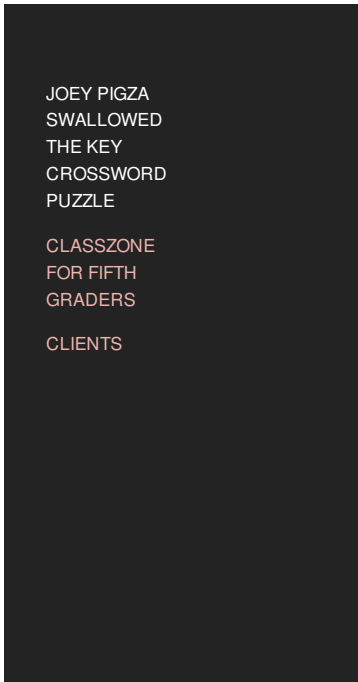 JOEY PIGZA
SWALLOWED
THE KEY
CROSSWORD
PUZZLE
CLASSZONE
FOR FIFTH
GRADERS
CLIENTS